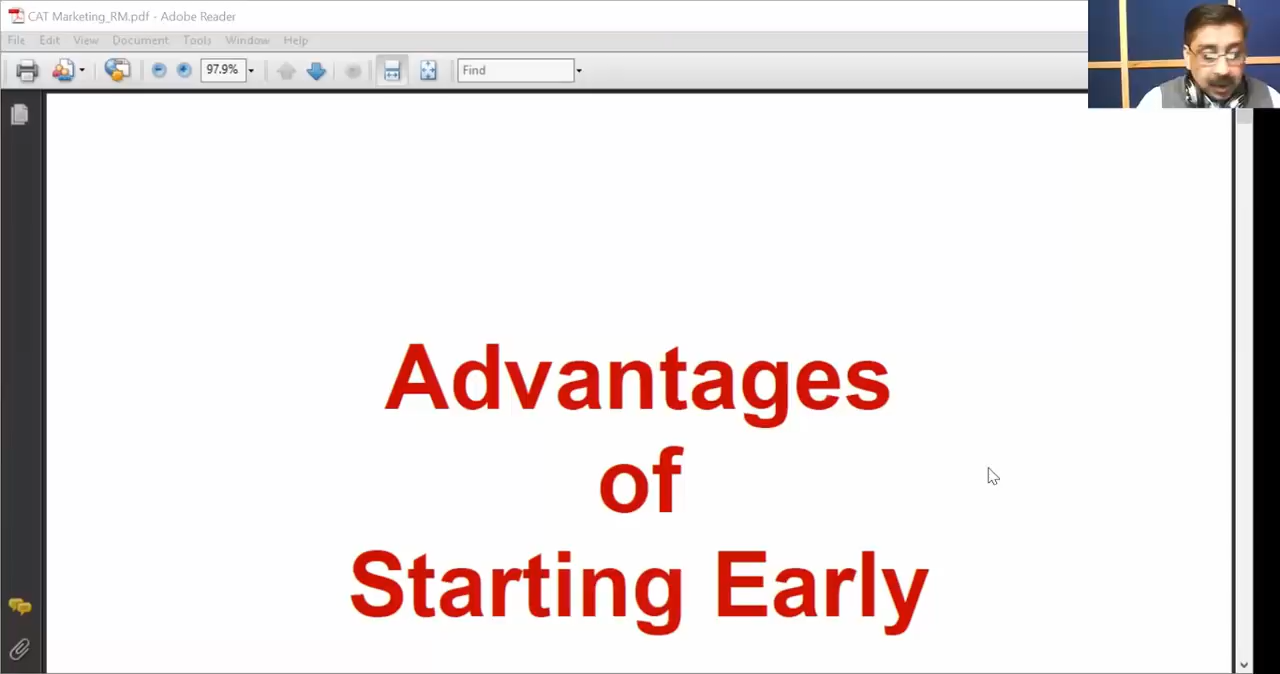 CAT Marketing_RM.pdf - Adobe Reader
File Edit View Document Tools Window Help
97.9% Find
Advantages
of
Starting Early